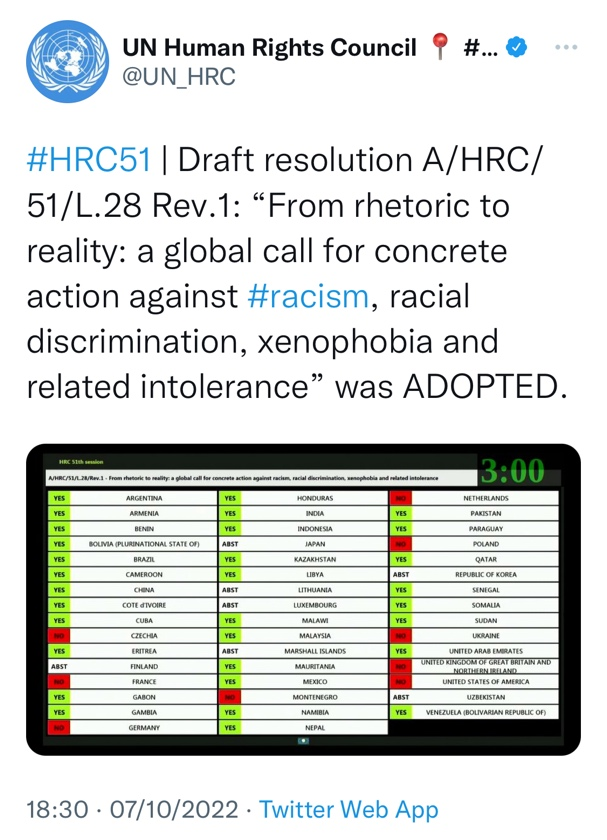 UN Human Rights Council 📍 #...
@UN_HRC
#HRC51 | Draft resolution A/HRC/
51/L.28 Rev.1: “From rhetoric to
reality: a global call for concrete
action against #racism, racial
discrimination, xenophobia and
related intolerance” was ADOPTED.
HRC 51th session
3:00
A/HRC/51/L.28/Rev.1 - From rhetoric to reality: a global call for concrete action against racism, racial discrimination, xenophobia and related intolerance
YES ARGENTINA YES HONDURAS NO NETHERLANDS
YES ARMENIA YES INDIA YES PAKISTAN
YES BENIN YES INDONESIA YES PARAGUAY
YES BOLIVIA (PLURINATIONAL STATE OF) ABST JAPAN NO POLAND
YES BRAZIL YES KAZAKHSTAN YES QATAR
YES CAMEROON YES LIBYA ABST REPUBLIC OF KOREA
YES CHINA ABST LITHUANIA YES SENEGAL
YES COTE d'IVOIRE ABST LUXEMBOURG YES SOMALIA
YES CUBA YES MALAWI YES SUDAN
NO CZECHIA YES MALAYSIA NO UKRAINE
YES ERITREA ABST MARSHALL ISLANDS YES UNITED ARAB EMIRATES
ABST FINLAND YES MAURITANIA NO UNITED KINGDOM OF GREAT BRITAIN AND
NORTHERN IRELAND
NO FRANCE YES MEXICO NO UNITED STATES OF AMERICA
YES GABON NO MONTENEGRO ABST UZBEKISTAN
YES GAMBIA YES NAMIBIA YES VENEZUELA (BOLIVARIAN REPUBLIC OF)
NO GERMANY YES NEPAL
18:30 · 07/10/2022 · Twitter Web App